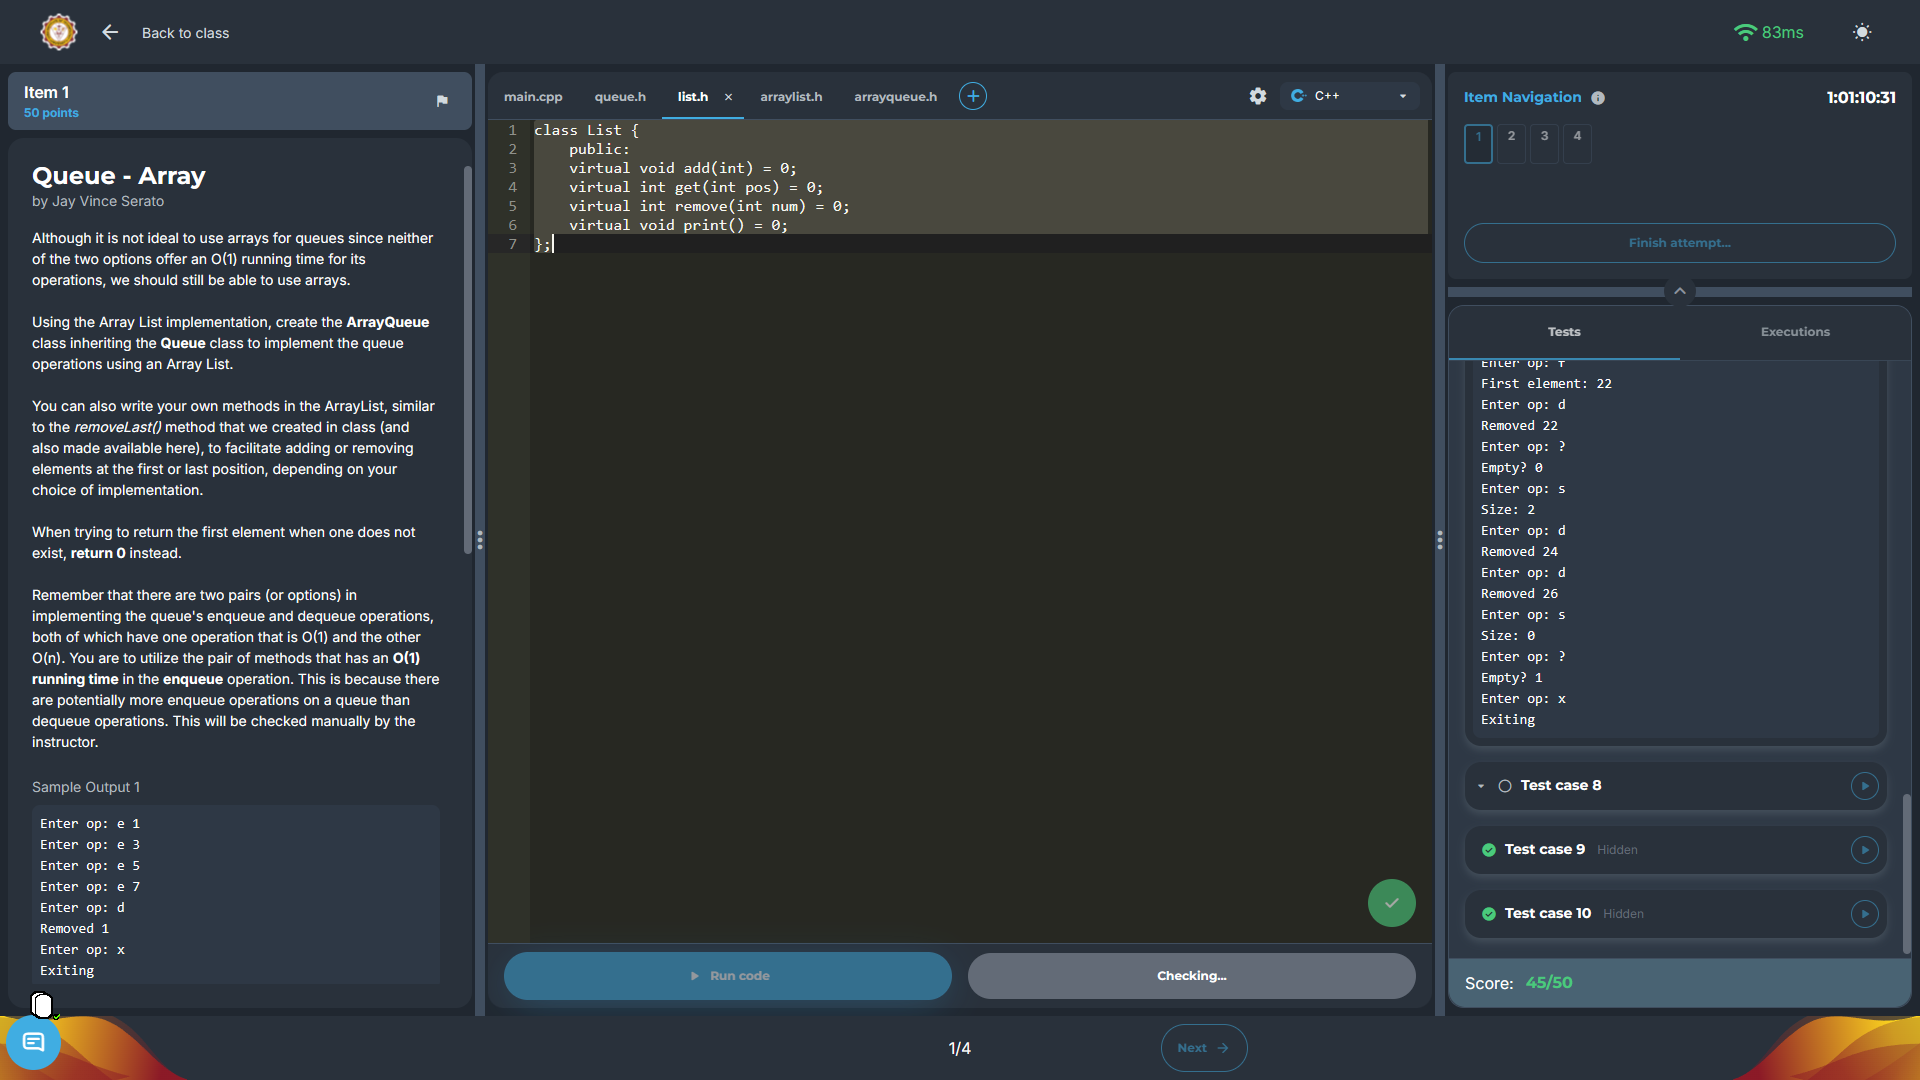 Back to class
83ms
Item 1
50 points
Queue - Array
by Jay Vince Serato
Although it is not ideal to use arrays for queues since neither
of the two options offer an O(1) running time for its
operations, we should still be able to use arrays.
Using the Array List implementation, create the ArrayQueue
class inheriting the Queue class to implement the queue
operations using an Array List.
You can also write your own methods in the ArrayList, similar
to the removeLast() method that we created in class (and
also made available here), to facilitate adding or removing
elements at the first or last position, depending on your
choice of implementation.
When trying to return the first element when one does not
exist, return 0 instead.
Remember that there are two pairs (or options) in
implementing the queue's enqueue and dequeue operations,
both of which have one operation that is O(1) and the other
O(n). You are to utilize the pair of methods that has an O(1)
running time in the enqueue operation. This is because there
are potentially more enqueue operations on a queue than
dequeue operations. This will be checked manually by the
instructor.
Sample Output 1
Enter op: e 1
Enter op: e 3
Enter op: e 5
Enter op: e 7
Enter op: d
Removed 1
Enter op: x
Exiting
main.cpp queue.h list.h × arraylist.h arrayqueue.h +
C++
1 class List {
2 public:
3 virtual void add(int) = 0;
4 virtual int get(int pos) = 0;
5 virtual int remove(int num) = 0;
6 virtual void print() = 0;
7 };
Run code
Checking...
Item Navigation
1:01:10:31
1 2 3 4
Finish attempt...
Tests
Executions
Enter op: f
First element: 22
Enter op: d
Removed 22
Enter op: ?
Empty? 0
Enter op: s
Size: 2
Enter op: d
Removed 24
Enter op: d
Removed 26
Enter op: s
Size: 0
Enter op: ?
Empty? 1
Enter op: x
Exiting
Test case 8
Test case 9 Hidden
Test case 10 Hidden
Score: 45/50
1/4
Next